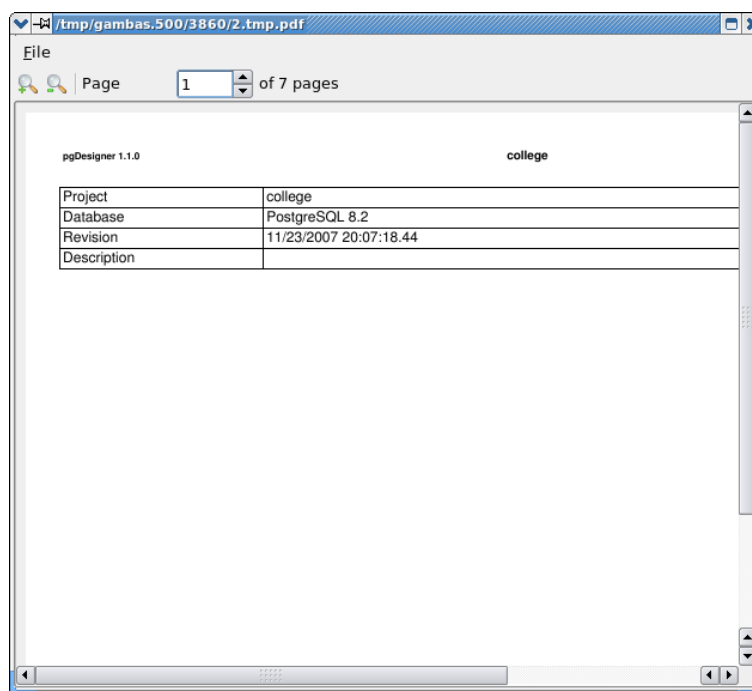 /tmp/gambas.500/3860/2.tmp.pdf
File
Page 1 of 7 pages
pgDesigner 1.1.0 college
Project college
Database PostgreSQL 8.2
Revision 11/23/2007 20:07:18.44
Description